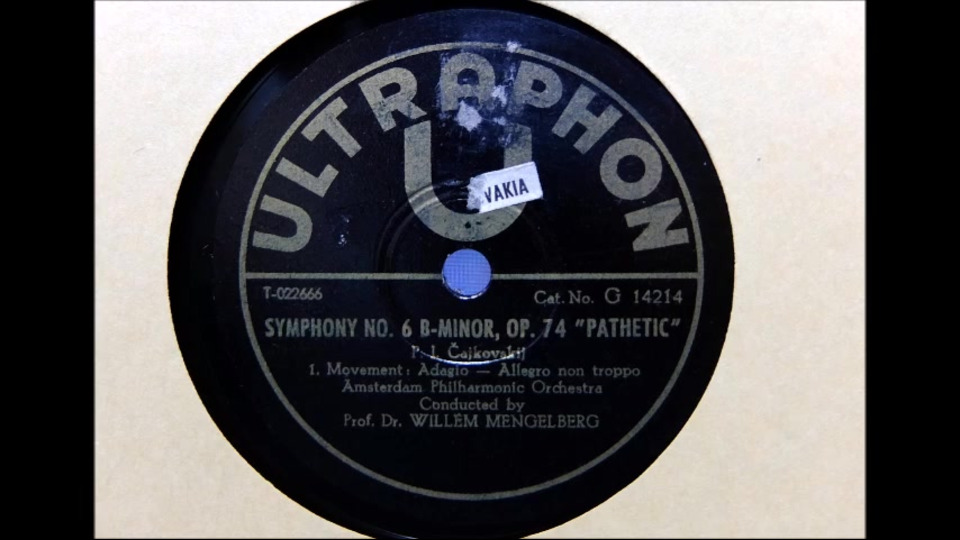 ULTRAPHON
U
VAKIA
T-022666
Cat. No. G 14214
SYMPHONY NO. 6 B-MINOR, OP. 74 "PATHETIC"
P. I. Čajkovskij
1. Movement: Adagio — Allegro non troppo
Amsterdam Philharmonic Orchestra
Conducted by
Prof. Dr. WILLEM MENGELBERG